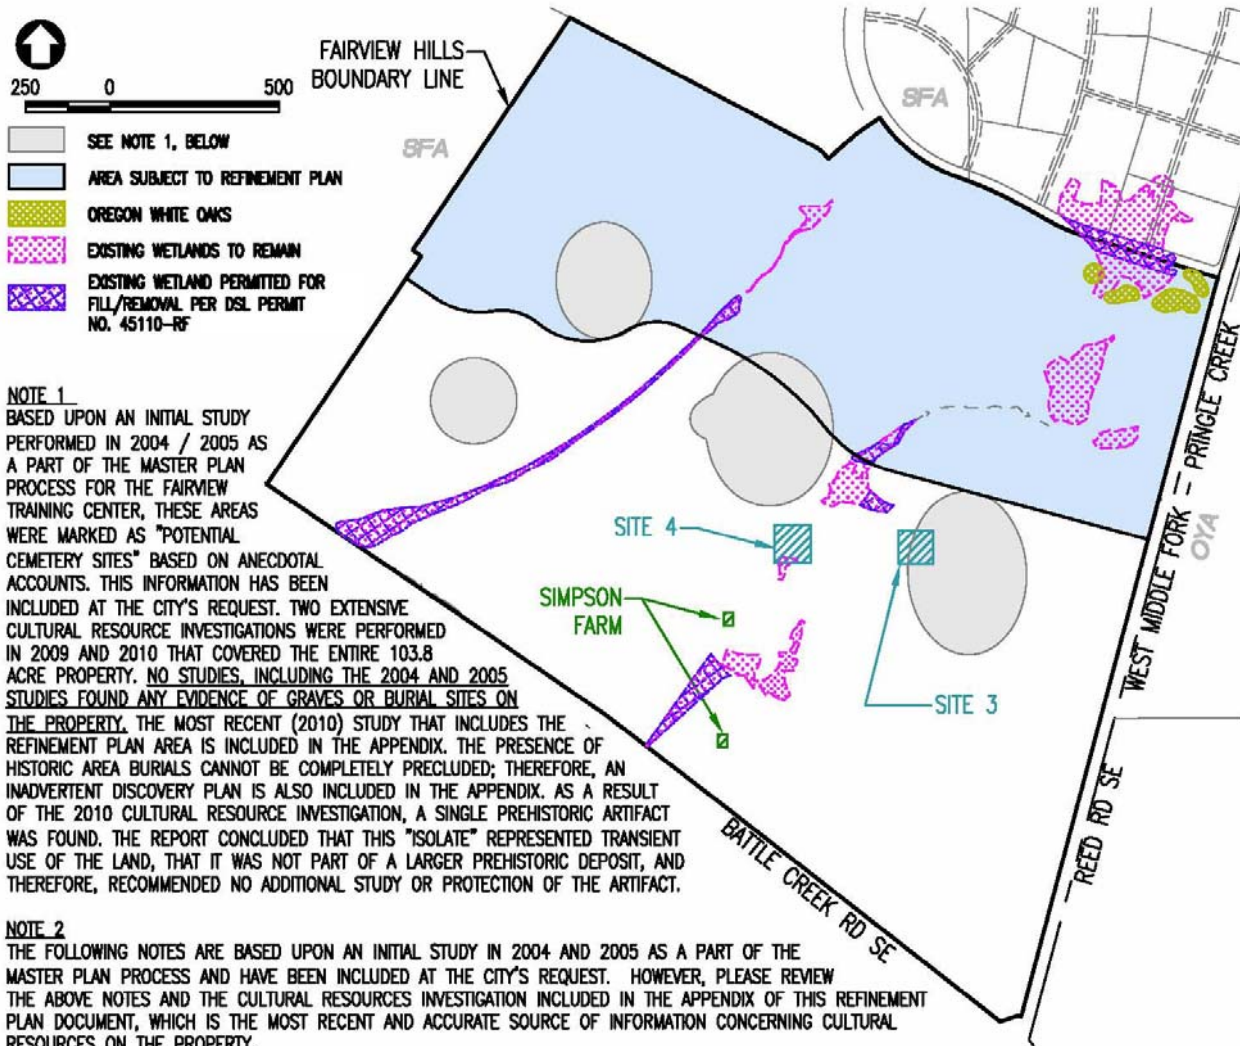 FAIRVIEW HILLS
BOUNDARY LINE
250 0 500
SFA
SFA
SEE NOTE 1, BELOW
AREA SUBJECT TO REFINEMENT PLAN
OREGON WHITE OAKS
EXISTING WETLANDS TO REMAIN
EXISTING WETLAND PERMITTED FOR
FILL/REMOVAL PER DSL PERMIT
NO. 45110-RF
NOTE 1
BASED UPON AN INITIAL STUDY
PERFORMED IN 2004 / 2005 AS
A PART OF THE MASTER PLAN
PROCESS FOR THE FAIRVIEW
TRAINING CENTER, THESE AREAS
WERE MARKED AS "POTENTIAL
CEMETERY SITES" BASED ON ANECDOTAL
ACCOUNTS. THIS INFORMATION HAS BEEN
INCLUDED AT THE CITY'S REQUEST. TWO EXTENSIVE
CULTURAL RESOURCE INVESTIGATIONS WERE PERFORMED
IN 2009 AND 2010 THAT COVERED THE ENTIRE 103.8
ACRE PROPERTY. NO STUDIES, INCLUDING THE 2004 AND 2005
STUDIES FOUND ANY EVIDENCE OF GRAVES OR BURIAL SITES ON
THE PROPERTY. THE MOST RECENT (2010) STUDY THAT INCLUDES THE
REFINEMENT PLAN AREA IS INCLUDED IN THE APPENDIX. THE PRESENCE OF
HISTORIC AREA BURIALS CANNOT BE COMPLETELY PRECLUDED; THEREFORE, AN
INADVERTENT DISCOVERY PLAN IS ALSO INCLUDED IN THE APPENDIX. AS A RESULT
OF THE 2010 CULTURAL RESOURCE INVESTIGATION, A SINGLE PREHISTORIC ARTIFACT
WAS FOUND. THE REPORT CONCLUDED THAT THIS "ISOLATE" REPRESENTED TRANSIENT
USE OF THE LAND, THAT IT WAS NOT PART OF A LARGER PREHISTORIC DEPOSIT, AND
THEREFORE, RECOMMENDED NO ADDITIONAL STUDY OR PROTECTION OF THE ARTIFACT.
SITE 4
SIMPSON
FARM
SITE 3
WEST MIDDLE FORK - PRINGLE CREEK
OYA
REED RD SE
BATTLE CREEK RD SE
NOTE 2
THE FOLLOWING NOTES ARE BASED UPON AN INITIAL STUDY IN 2004 AND 2005 AS A PART OF THE
MASTER PLAN PROCESS AND HAVE BEEN INCLUDED AT THE CITY'S REQUEST. HOWEVER, PLEASE REVIEW
THE ABOVE NOTES AND THE CULTURAL RESOURCES INVESTIGATION INCLUDED IN THE APPENDIX OF THIS REFINEMENT
PLAN DOCUMENT, WHICH IS THE MOST RECENT AND ACCURATE SOURCE OF INFORMATION CONCERNING CULTURAL
RESOURCES ON THE PROPERTY.